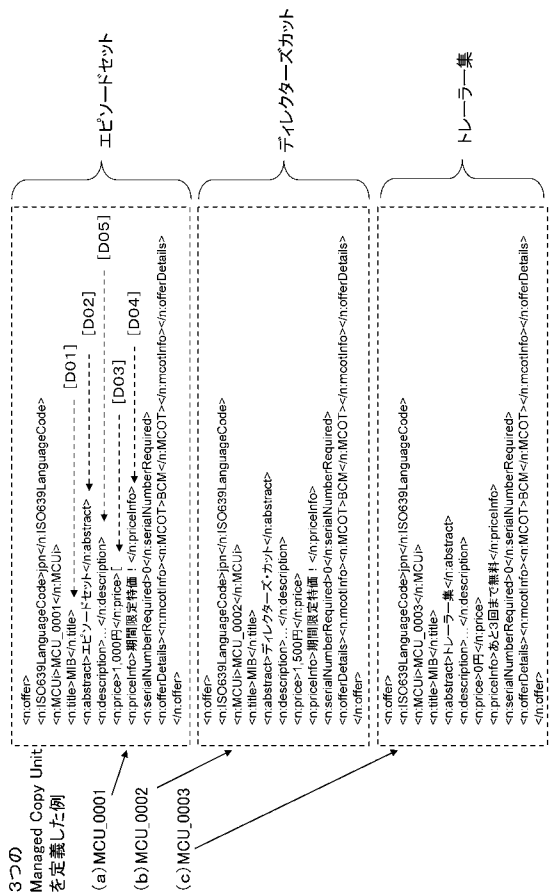 3つの
Managed Copy Unit
を定義した例
(a) MCU_0001
(b) MCU_0002
(c) MCU_0003
<n:offer>
<n:ISO639LanguageCode>jpn</n:ISO639LanguageCode>
<n:MCUi>MCU_0001</n:MCUi>
<n:title>MIB</n:title> [D01]
<n:abstract>エピソードセット</n:abstract> [D02]
<n:description>…</n:description> [D05]
<n:price>1,000円</n:price> [ [D03]
<n:priceInfo>期間限定特価！</n:priceInfo> [D04]
<n:serialNumberRequired>0</n:serialNumberRequired>
<n:offerDetails><n:mcotInfo><n:MCOT>BCM</n:MCOT></n:mcotInfo></n:offerDetails>
</n:offer>
エピソードセット
<n:offer>
<n:ISO639LanguageCode>jpn</n:ISO639LanguageCode>
<n:MCUi>MCU_0002</n:MCUi>
<n:title>MIB</n:title>
<n:abstract>ディレクターズ・カット</n:abstract>
<n:description>…</n:description>
<n:price>1,500円</n:price>
<n:priceInfo>期間限定特価！</n:priceInfo>
<n:serialNumberRequired>0</n:serialNumberRequired>
<n:offerDetails><n:mcotInfo><n:MCOT>BCM</n:MCOT></n:mcotInfo></n:offerDetails>
</n:offer>
ディレクターズカット
<n:offer>
<n:ISO639LanguageCode>jpn</n:ISO639LanguageCode>
<n:MCUi>MCU_0003</n:MCUi>
<n:title>MIB</n:title>
<n:abstract>トレーラー集</n:abstract>
<n:description>…</n:description>
<n:price>0円</n:price>
<n:priceInfo>あと3回まで無料</n:priceInfo>
<n:serialNumberRequired>0</n:serialNumberRequired>
<n:offerDetails><n:mcotInfo><n:MCOT>BCM</n:MCOT></n:mcotInfo></n:offerDetails>
</n:offer>
トレーラー集